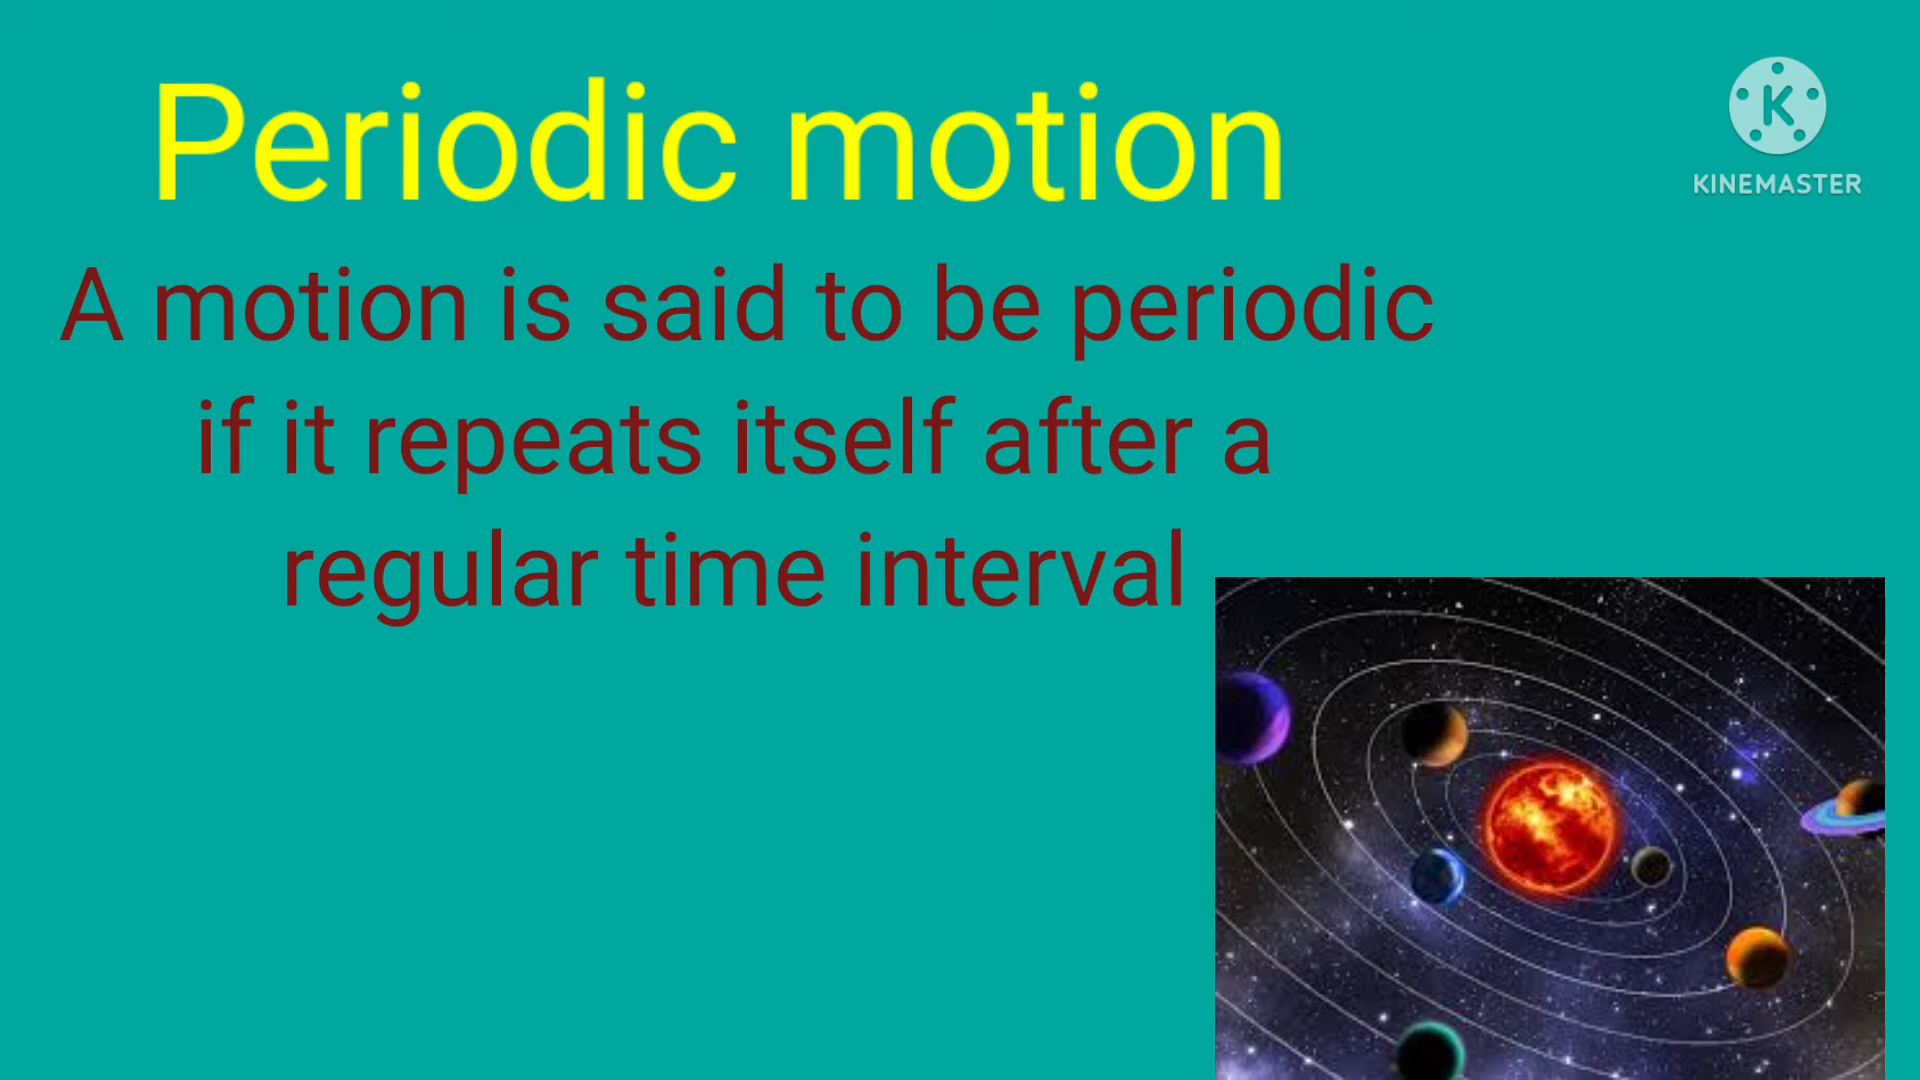 Periodic motion
K
KINEMASTER
A motion is said to be periodic
if it repeats itself after a
regular time interval